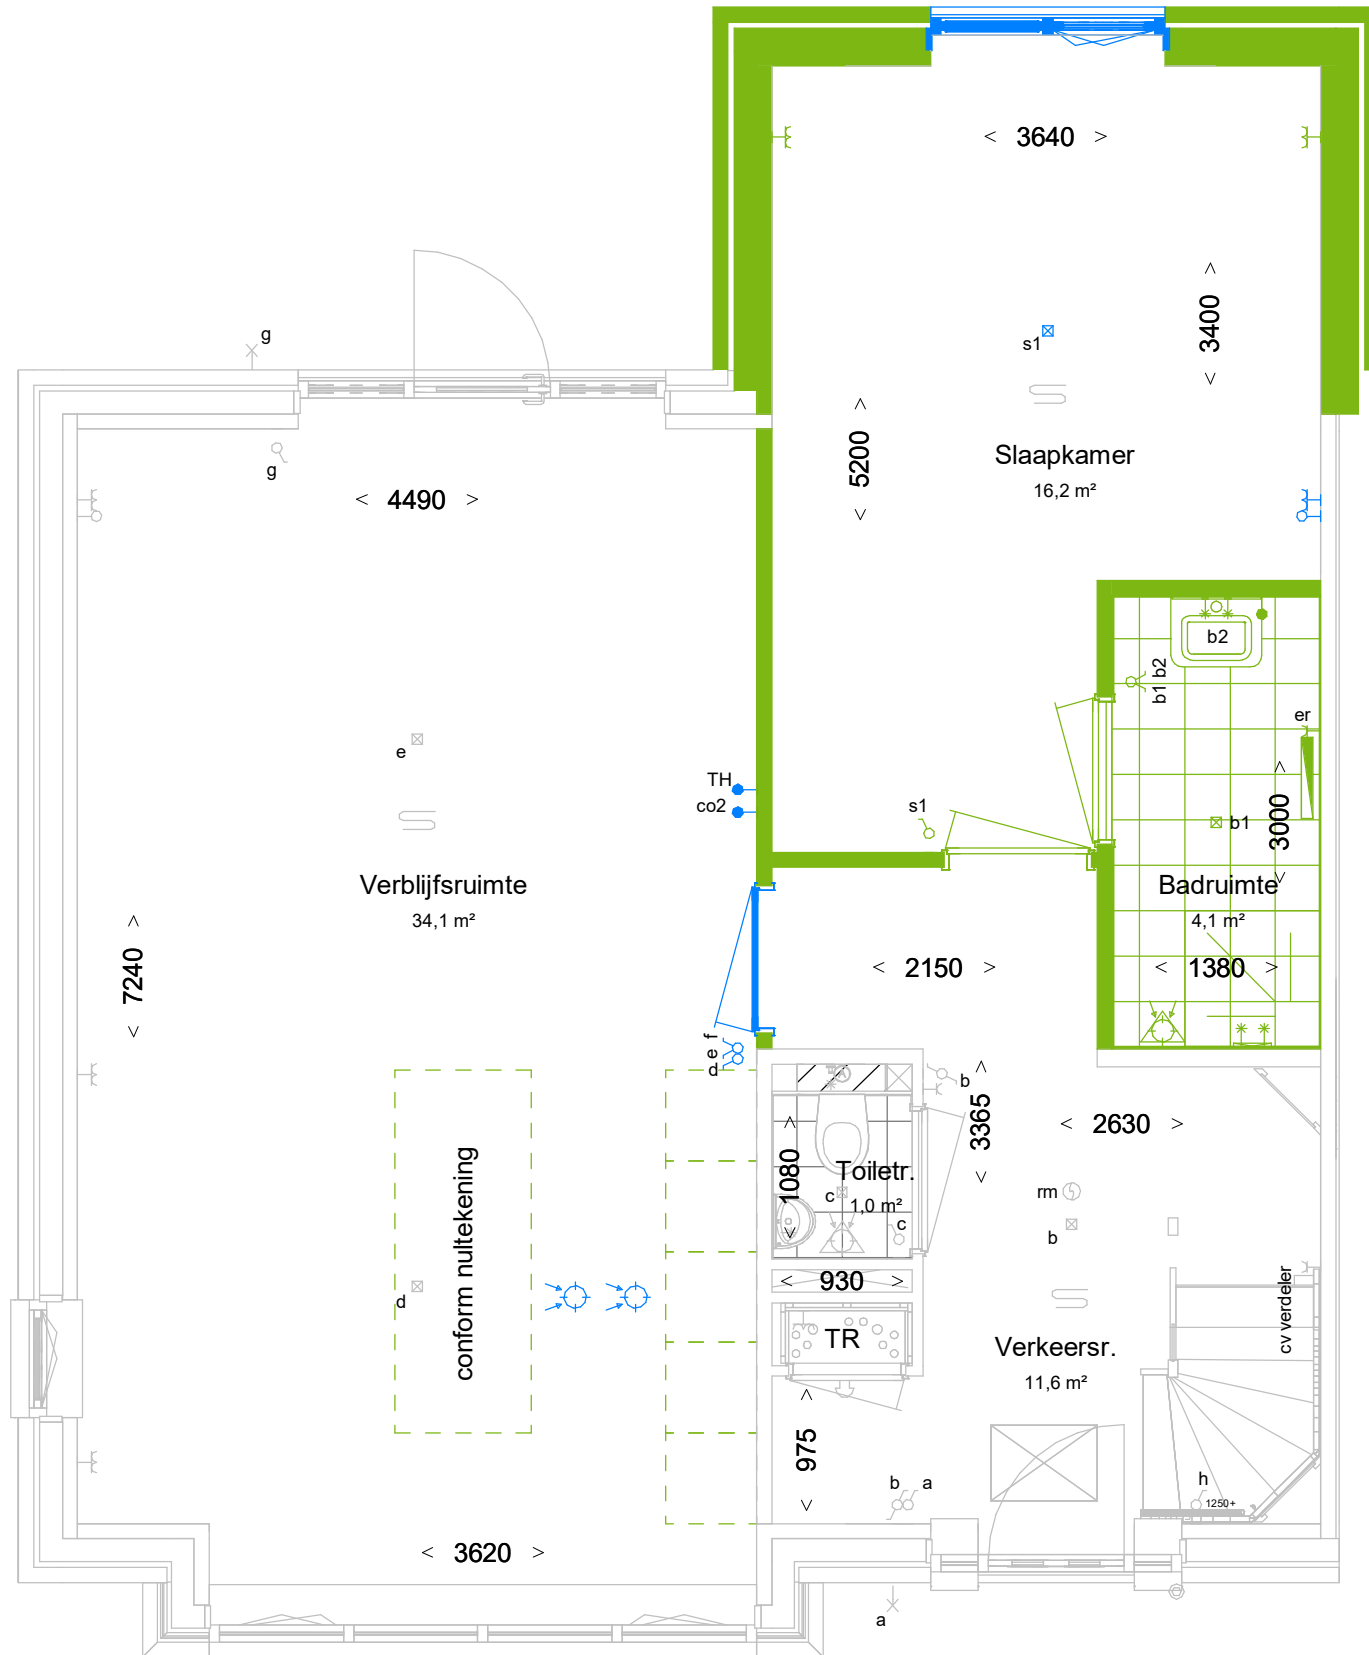 < 3640 >
< 3400 >
s1
g
g
< 4490 >
< 5200 >
Slaapkamer
16,2 m²
b2
b1 b2
er
e
TH
co2
s1
b1
< 3000 >
Verblijfsruimte
34,1 m²
Badruimte
4,1 m²
< 7240 >
< 2150 >
< 1380 >
d e f
b
< 3365 >
< 2630 >
conform nultekening
< 1080 >
Toiletr.
1,0 m²
c
c
rm
b
d
< 930 >
TR
Verkeersr.
11,6 m²
cv verdeler
< 975 >
b a
h
1250+
< 3620 >
a